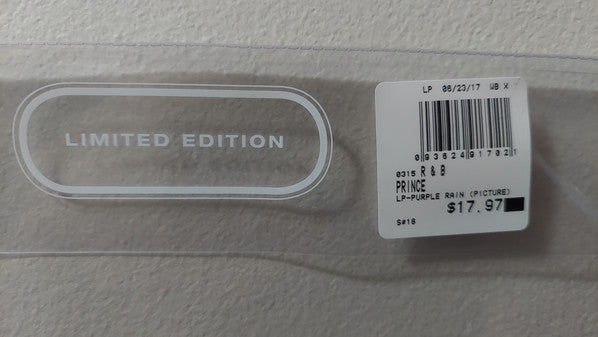 LIMITED EDITION
LP 06/23/17 WB X
0 93624 91702 1
0315 R & B
PRINCE
LP-PURPLE RAIN (PICTURE)
$17.97
S#18